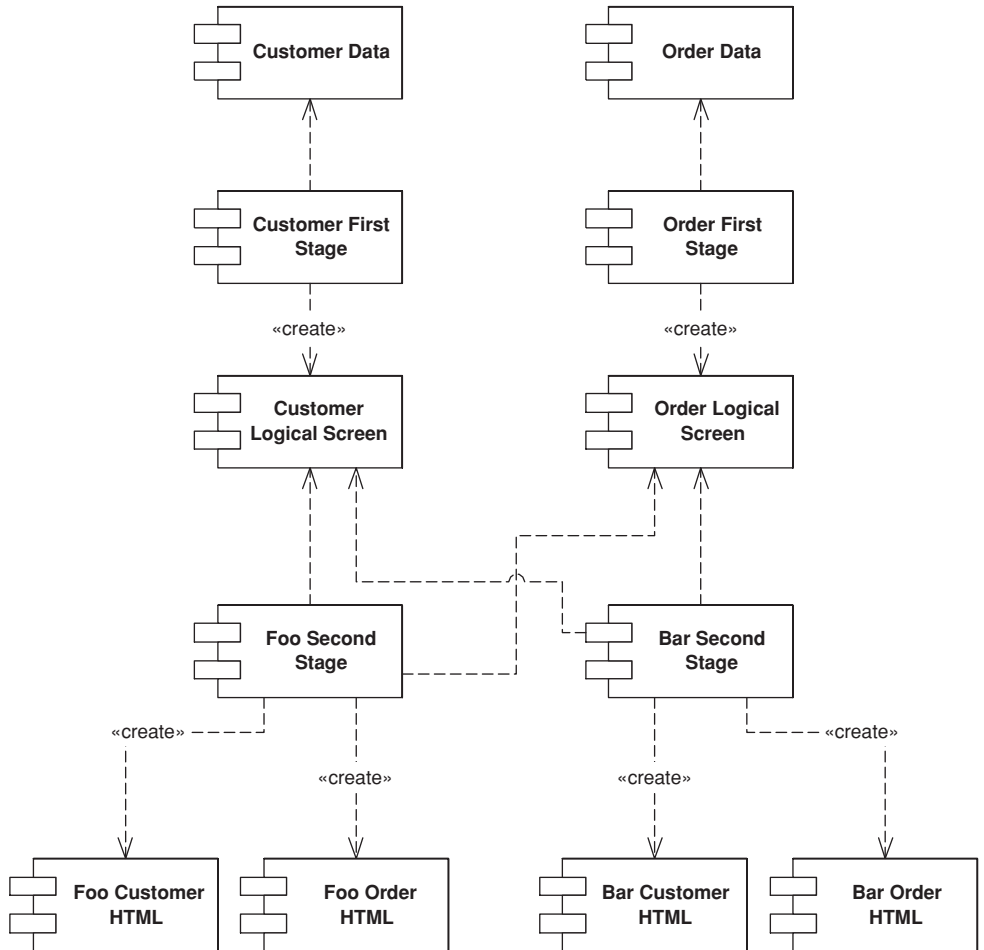 Customer Data
Order Data
Customer First
Stage
Order First
Stage
«create»
«create»
Customer
Logical Screen
Order Logical
Screen
Foo Second
Stage
Bar Second
Stage
«create»
«create»
«create»
«create»
Foo Customer
HTML
Foo Order
HTML
Bar Customer
HTML
Bar Order
HTML